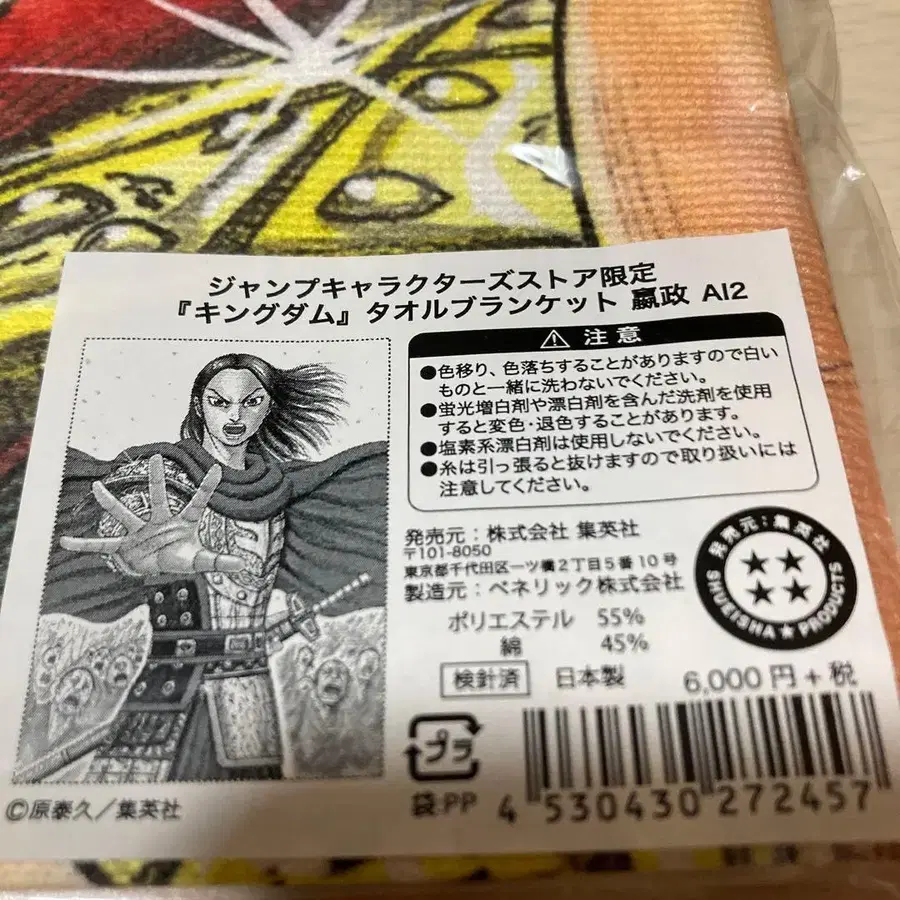 ジャンプキャラクターズストア限定
『キングダム』タオルブランケット 嬴政 AI2
⚠ 注意
●色移り、色落ちすることがありますので白い
ものと一緒に洗わないでください。
●蛍光増白剤や漂白剤を含んだ洗剤を使用
すると変色・退色することがあります。
●塩素系漂白剤は使用しないでください。
●糸は引っ張ると抜けますので取り扱いには
注意してください。
発売元：株式会社 集英社
〒101-8050
東京都千代田区一ツ橋2丁目5番10号
製造元：ベネリック株式会社
発売元：集英社
SHUEISHA★PRODUCTS
ポリエステル 55%
綿 45%
検針済 日本製 6,000円＋税
プラ
袋:PP
4 530430 272457
©原泰久／集英社